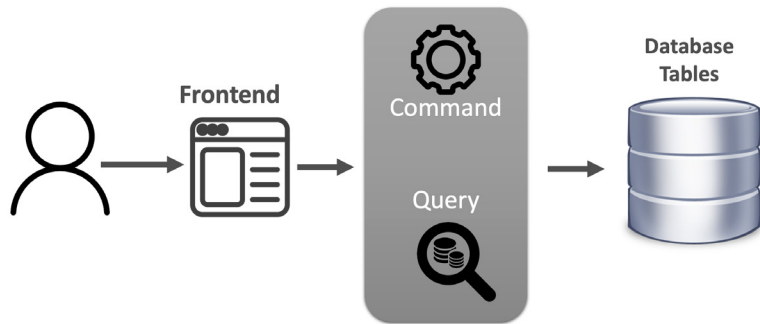 Frontend
Command
Query
Database
Tables